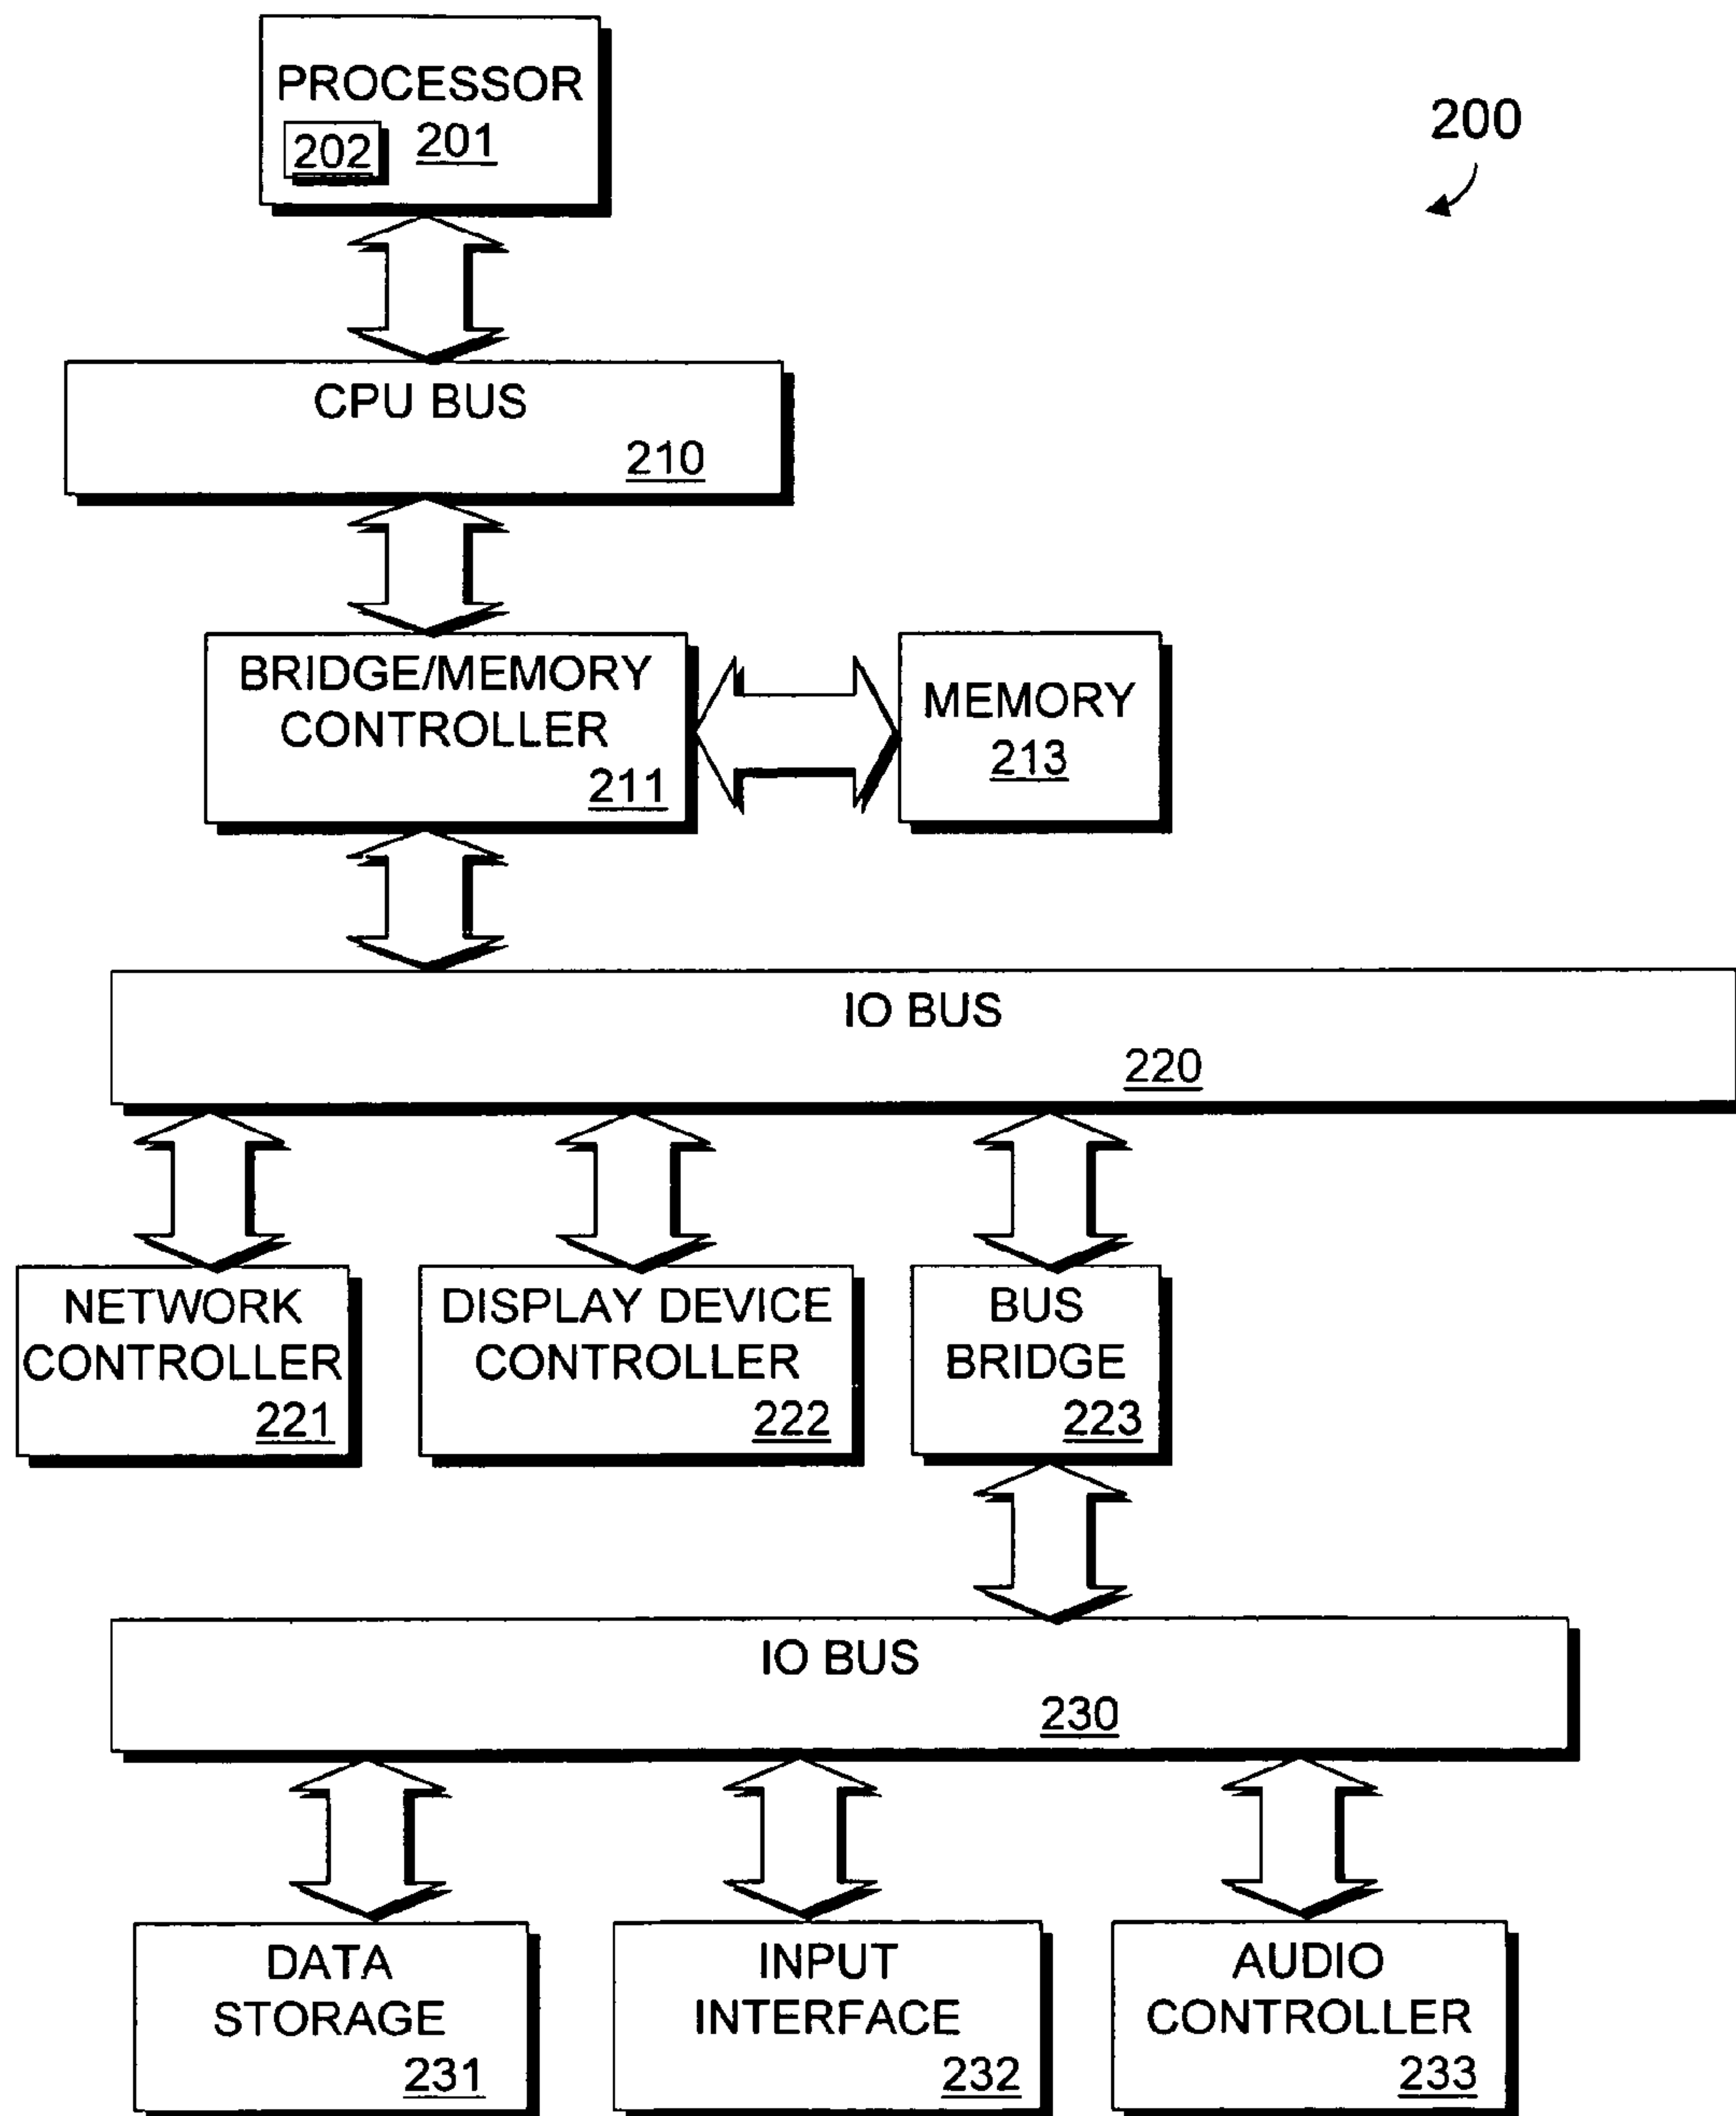 PROCESSOR
202 201
200
CPU BUS
210
BRIDGE/MEMORY
CONTROLLER
211
MEMORY
213
IO BUS
220
NETWORK
CONTROLLER
221
DISPLAY DEVICE
CONTROLLER
222
BUS
BRIDGE
223
IO BUS
230
DATA
STORAGE
231
INPUT
INTERFACE
232
AUDIO
CONTROLLER
233